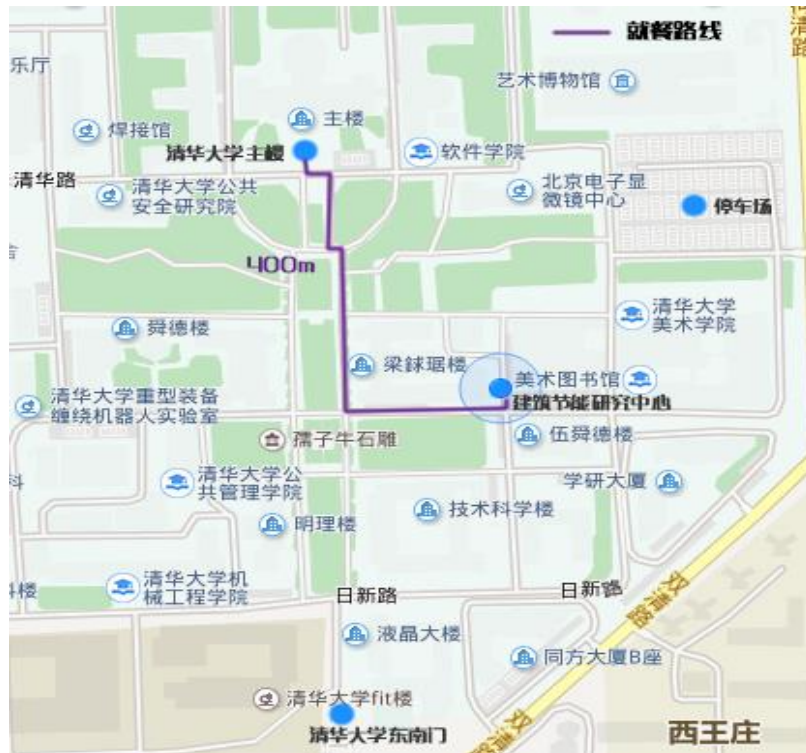 就餐路线
清路
乐厅
艺术博物馆
主楼
焊接馆
清华大学主楼
软件学院
清华路
清华大学公共
安全研究院
北京电子显
微镜中心
停车场
400m
清华大学
美术学院
舜德楼
梁銶琚楼
美术图书馆
建筑节能研究中心
清华大学重型装备
缠绕机器人实验室
孺子牛石雕
伍舜德楼
科
清华大学公
共管理学院
学研大厦
明理楼
技术科学楼
清华大学机
械工程学院
楼
日新路
日新路
双清路
液晶大楼
同方大厦B座
清华大学fit楼
清华大学东南门
双清
西王庄